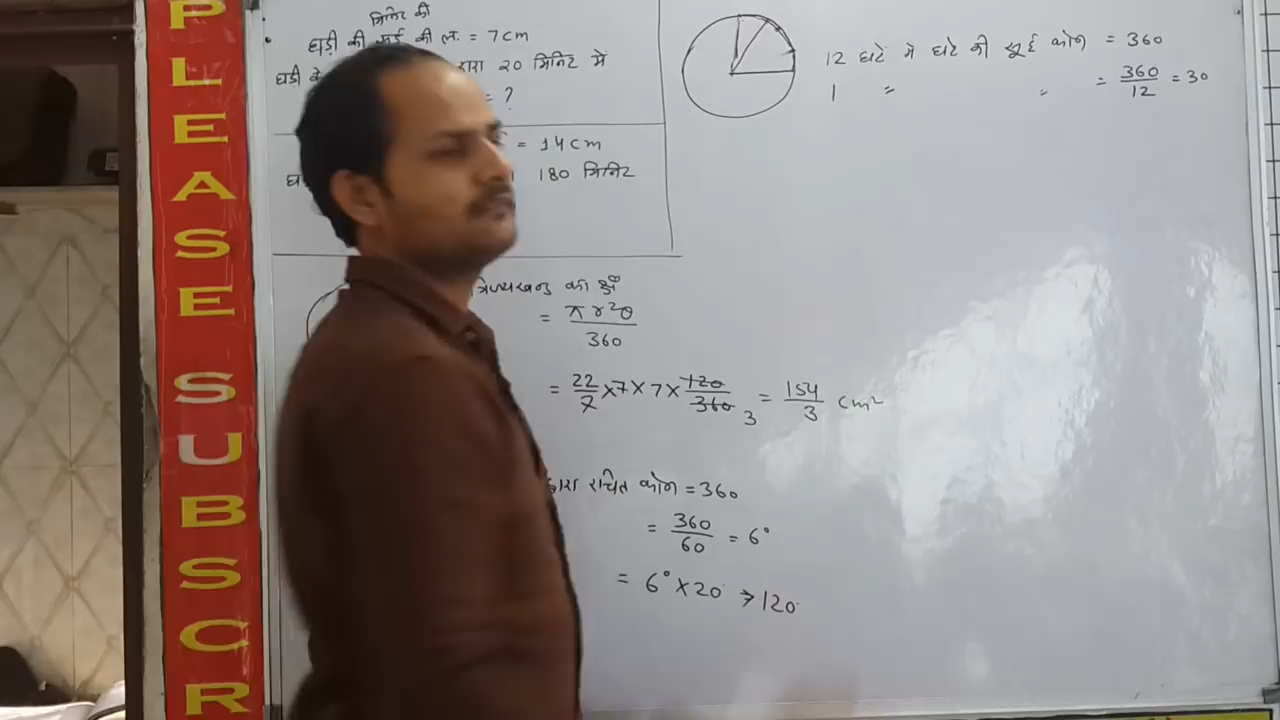 PLEASE SUBSCR
मिनिट की
घड़ी की सुई की ल. = 7cm
घड़ी के द्वारा 20 मिनिट में
= ?
= 14cm
180 मिनिट
त्रिज्यखण्ड का क्षे०
= πr²θ / 360
= 22/7 × 7 × 7 × 120/360 3 = 154/3 cm²
द्वारा रचित कोण = 360
= 360/60 = 6°
= 6° × 20 → 120
12 घंटे में घंटे की सूई कोण = 360
1 " " = 360/12 = 30